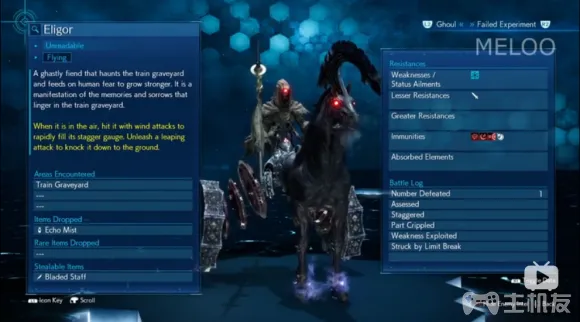 Eligor
Ghoul
Failed Experiment
MELOO
Unreadable
Flying
A ghastly fiend that haunts the train graveyard
and feeds on human fear to grow stronger. It is a
manifestation of the memories and sorrows that
linger in the train graveyard.
When it is in the air, hit it with wind attacks to
rapidly fill its stagger gauge. Unleash a leaping
attack to knock it down to the ground.
Areas Encountered
Train Graveyard
---
---
Items Dropped
Echo Mist
Rare Items Dropped
---
Stealable Items
Bladed Staff
Resistances
Weaknesses /
Status Ailments
Lesser Resistances
Greater Resistances
Immunities
Absorbed Elements
Battle Log
Number Defeated 1
Assessed
Staggered
Part Crippled
Weakness Exploited
Struck by Limit Break
Icon Key
Scroll
主机友